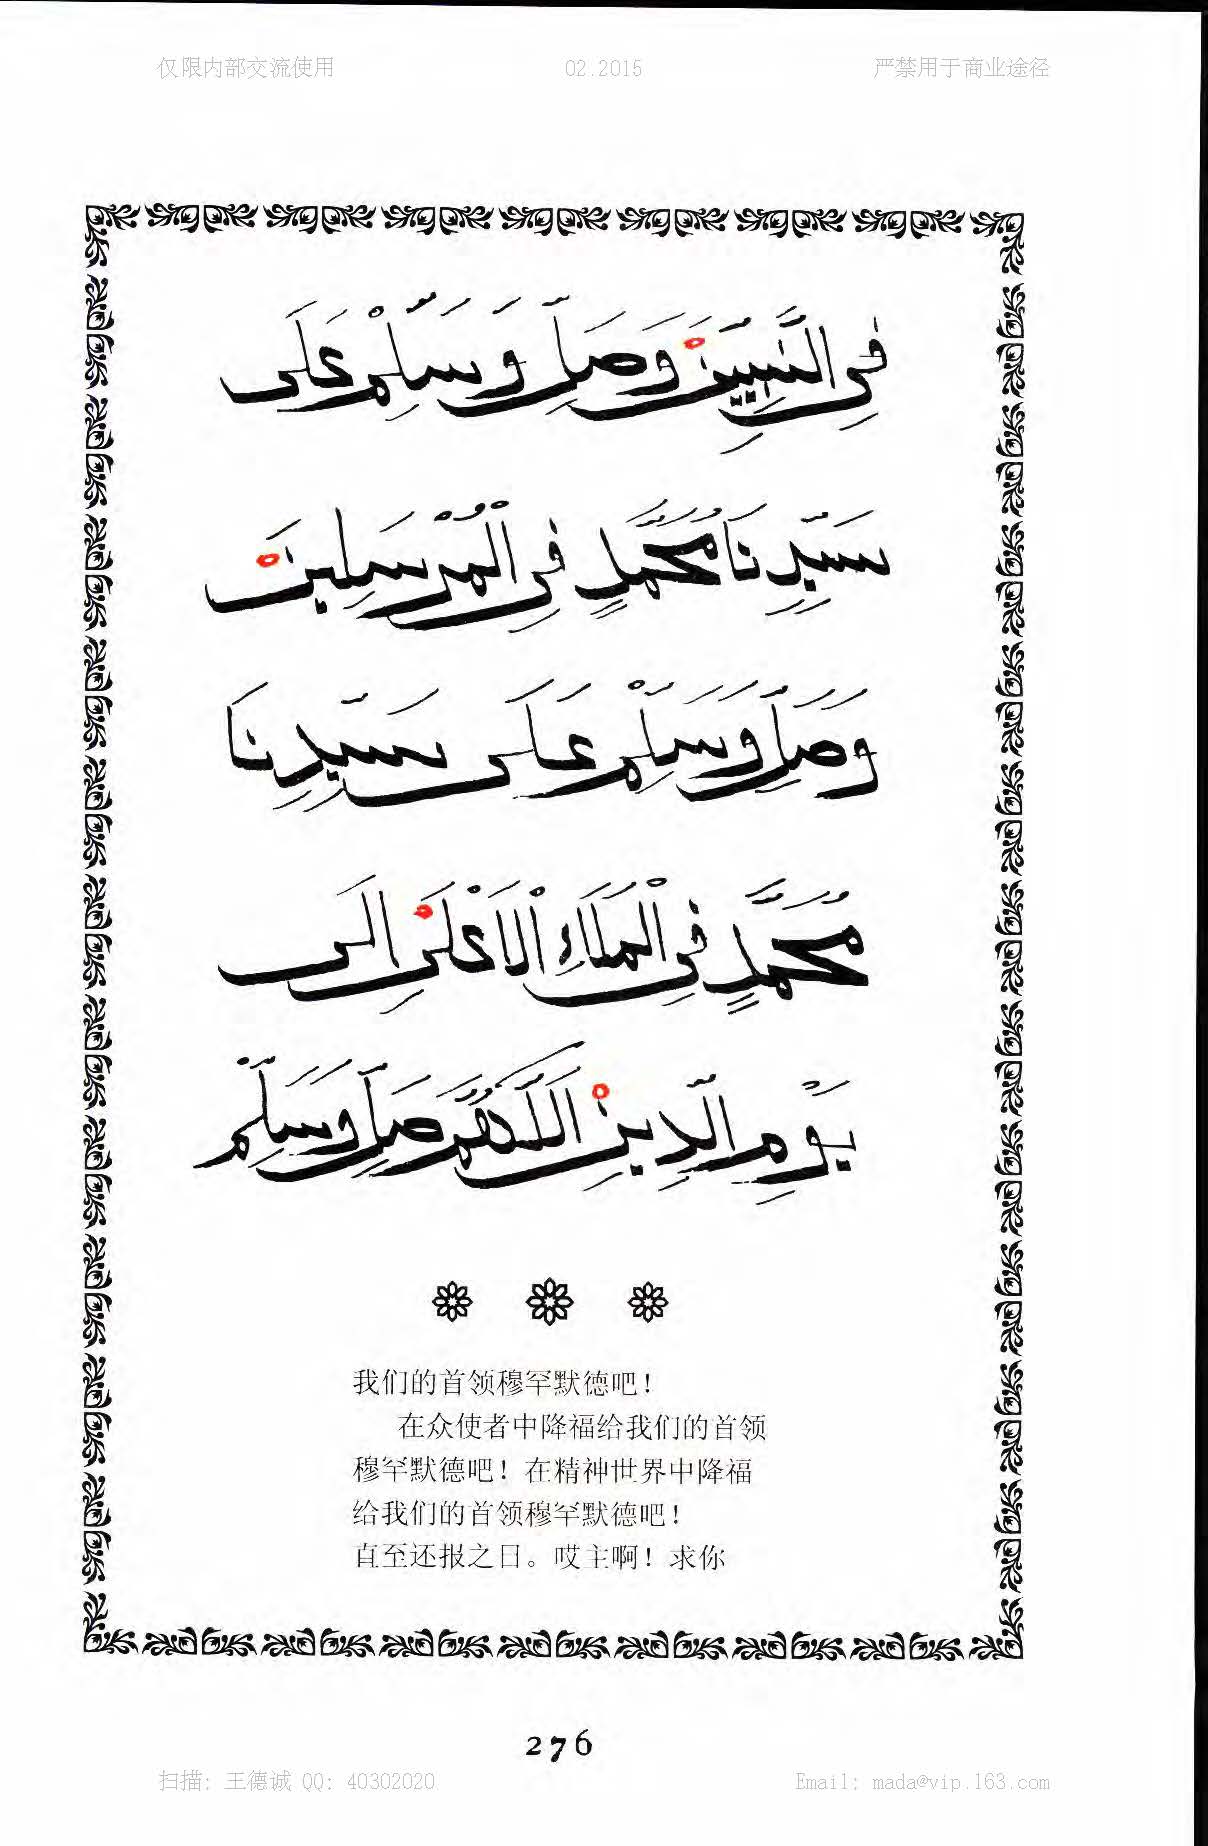 仅限内部交流使用 02.2015 严禁用于商业途径
فِى النَّبِيِّينَ وَصَلِّ وَسَلِّمْ عَلَى
سَيِّدِنَا مُحَمَّدٍ فِى الْمُرْسَلِينَ
وَصَلِّ وَسَلِّمْ عَلَى سَيِّدِنَا
مُحَمَّدٍ فِى الْمَلَاءِ الْاَعْلَى اِلَى
يَوْمِ الدِّينِ اَللَّهُمَّ صَلِّ وَسَلِّمْ
我们的首领穆罕默德吧！
在众使者中降福给我们的首领
穆罕默德吧！在精神世界中降福
给我们的首领穆罕默德吧！
直至还报之日。哎主啊！求你
276
扫描: 王德诚 QQ: 40302020 Email: mada@vip.163.com